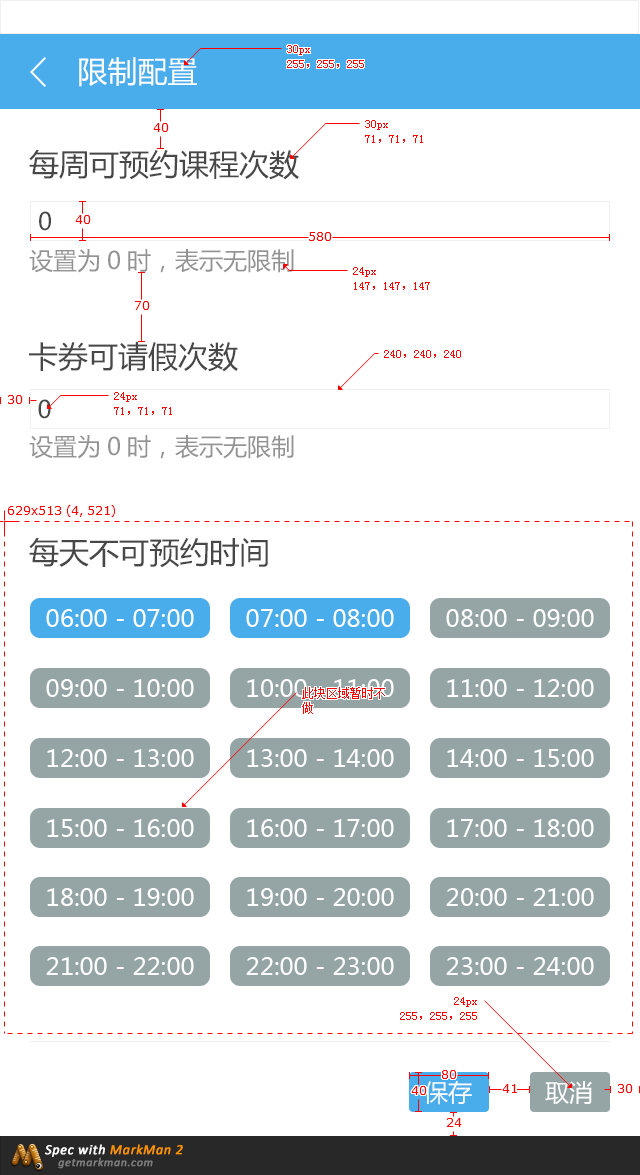 限制配置
30px
255, 255, 255
40
30px
71, 71, 71
每周可预约课程次数
0
40
580
设置为 0 时，表示无限制
24px
147, 147, 147
70
卡券可请假次数
240, 240, 240
30
0
24px
71, 71, 71
设置为 0 时，表示无限制
629x513 (4, 521)
每天不可预约时间
06:00 - 07:00
07:00 - 08:00
08:00 - 09:00
09:00 - 10:00
10:00 - 11:00
11:00 - 12:00
此块区域暂时不
做
12:00 - 13:00
13:00 - 14:00
14:00 - 15:00
15:00 - 16:00
16:00 - 17:00
17:00 - 18:00
18:00 - 19:00
19:00 - 20:00
20:00 - 21:00
21:00 - 22:00
22:00 - 23:00
23:00 - 24:00
24px
255, 255, 255
80
40
保存
41
取消
30
24
Spec with MarkMan 2
getmarkman.com